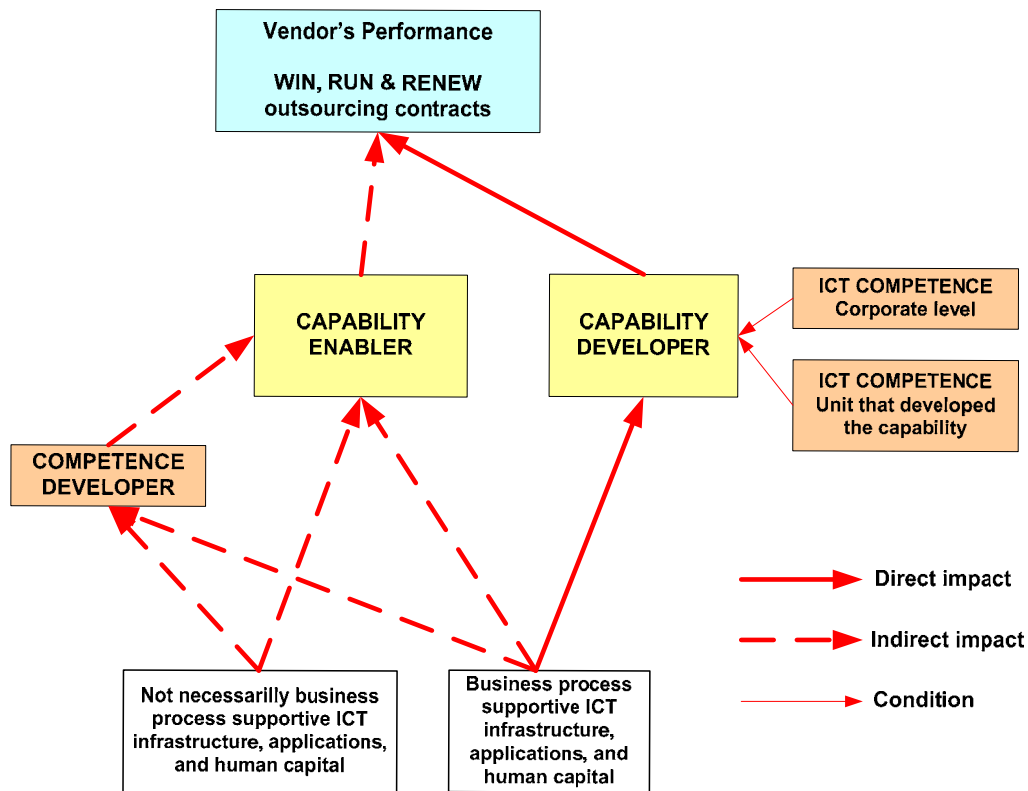 Vendor's Performance
WIN, RUN & RENEW
outsourcing contracts
CAPABILITY
ENABLER
CAPABILITY
DEVELOPER
ICT COMPETENCE
Corporate level
ICT COMPETENCE
Unit that developed
the capability
COMPETENCE
DEVELOPER
Direct impact
Indirect impact
Condition
Not necessarilly business
process supportive ICT
infrastructure, applications,
and human capital
Business process
supportive ICT
infrastructure,
applications, and
human capital